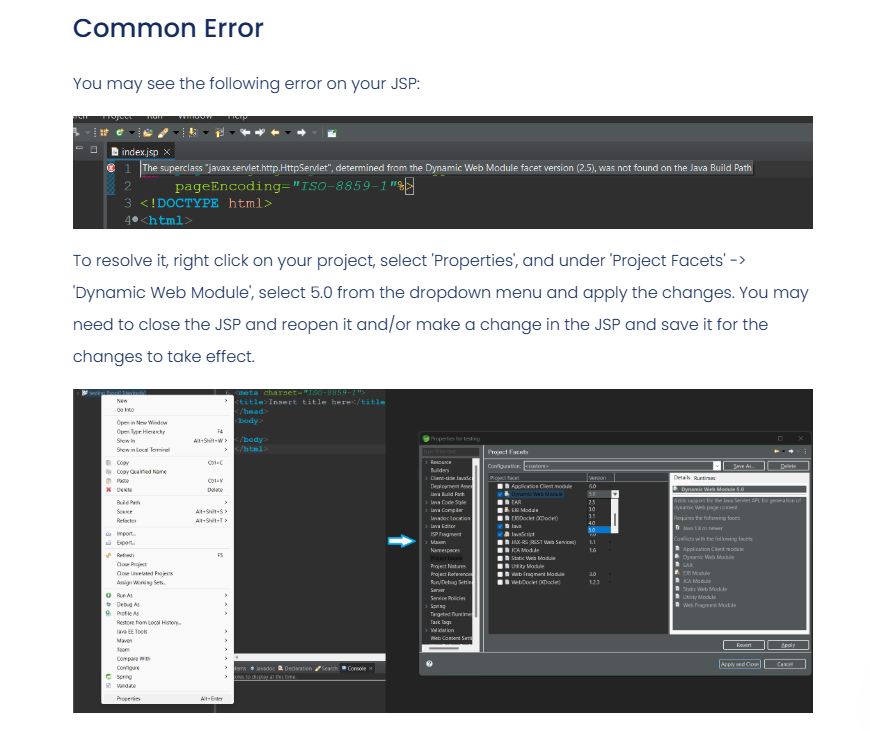 Common Error
You may see the following error on your JSP:
index.jsp ×
1 The superclass "javax.servlet.http.HttpServlet", determined from the Dynamic Web Module facet version (2.5), was not found on the Java Build Path
2 pageEncoding="ISO-8859-1"%>
3 <!DOCTYPE html>
4 <html>
To resolve it, right click on your project, select 'Properties', and under 'Project Facets' ->
'Dynamic Web Module', select 5.0 from the dropdown menu and apply the changes. You may
need to close the JSP and reopen it and/or make a change in the JSP and save it for the
changes to take effect.
<meta charset="ISO-8859-1">
<title>Insert title here</title
</head>
<body>
</body>
</html>
New
Go Into
Open in New Window
Open Type Hierarchy F4
Show In Alt+Shift+W >
Show in Local Terminal
Copy Ctrl+C
Copy Qualified Name
Paste Ctrl+V
Delete Delete
Build Path
Source Alt+Shift+S >
Refactor Alt+Shift+T >
Import...
Export...
Refresh F5
Close Project
Close Unrelated Projects
Assign Working Sets...
Run As
Debug As
Profile As
Restore from Local History...
Java EE Tools
Maven
Team
Compare With
Configure
Spring
Validate
Properties Alt+Enter
Javadoc Declaration Search Console ×
Properties for testing
Resource
Builders
Java Build Path
Java Code Style
Java Compiler
Javadoc Location
Java Editor
JSP Fragment
Maven
Namespaces
Project Facets
Project Natures
Project References
Run/Debug Settin
Server
Service Policies
Spring
Targeted Runtimes
Task Tags
Validation
Web Content Setti
Project Facets
Configuration: <custom>
Save As... Delete
Project Facet Version
Application Client module 5.0
Dynamic Web Module 5.0
EAR
EJB Module
EJBDoclet (XDoclet)
Java
JavaScript 1.0
JAX-RS (REST Web Services) 1.1
JCA Module 1.6
Static Web Module
Utility Module
Web Fragment Module 3.0
WebDoclet (XDoclet) 1.2.3
2.5
3.0
3.1
4.0
5.0
Details Runtimes
Dynamic Web Module 5.0
Adds support for the Java Servlet API, for generation of
dynamic Web page content.
Requires the following facet:
Java 1.8 or newer
Conflicts with the following facets:
Application Client module
Dynamic Web Module
EAR
EJB Module
JCA Module
Static Web Module
Utility Module
Web Fragment Module
Revert Apply
Apply and Close Cancel